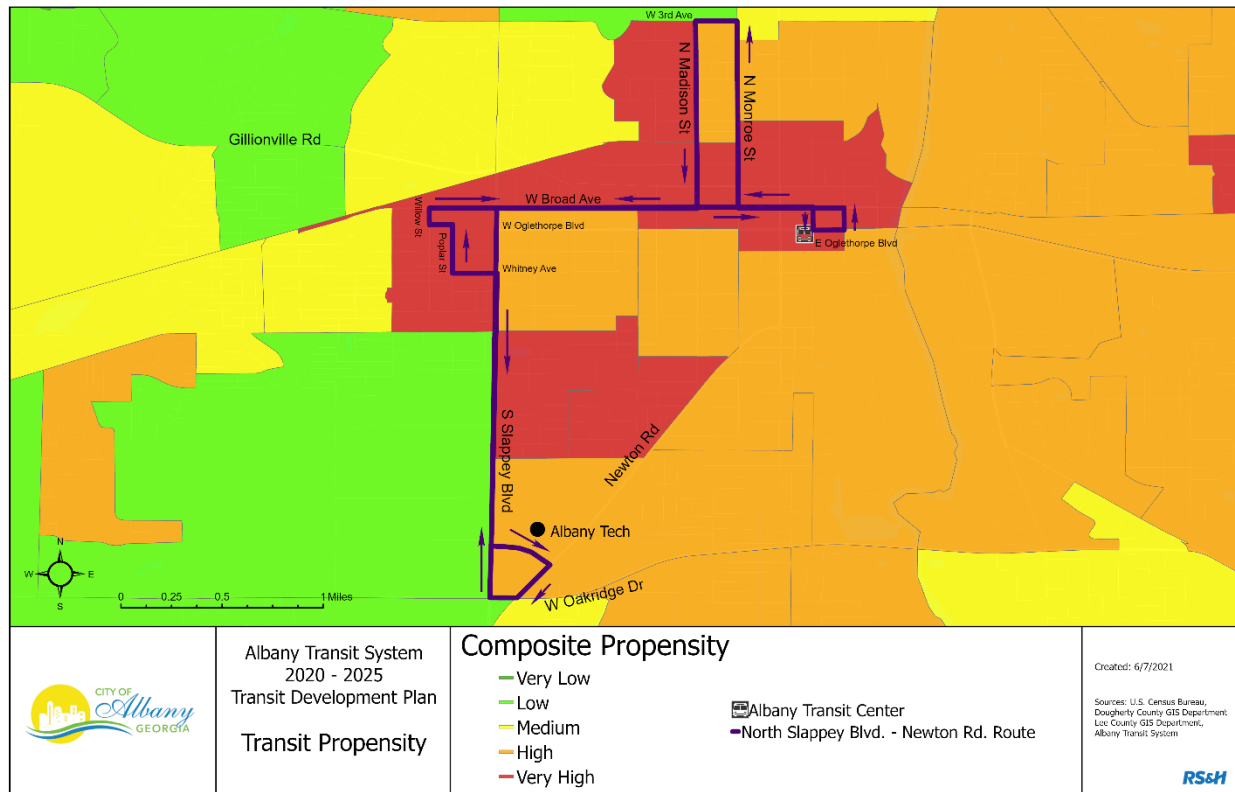 W 3rd Ave
N Madison St
N Monroe St
Gillionville Rd
W Broad Ave
Willow St
W Oglethorpe Blvd
E Oglethorpe Blvd
Poplar St
Whitney Ave
S Slappey Blvd
Newton Rd
Albany Tech
W Oakridge Dr
N
W E
S
0 0.25 0.5 1 Miles
CITY OF
Albany
GEORGIA
Albany Transit System
2020 - 2025
Transit Development Plan
Transit Propensity
Composite Propensity
Very Low
Low
Medium
High
Very High
Albany Transit Center
North Slappey Blvd. - Newton Rd. Route
Created: 6/7/2021
Sources: U.S. Census Bureau,
Dougherty County GIS Department
Lee County GIS Department,
Albany Transit System
RS&H